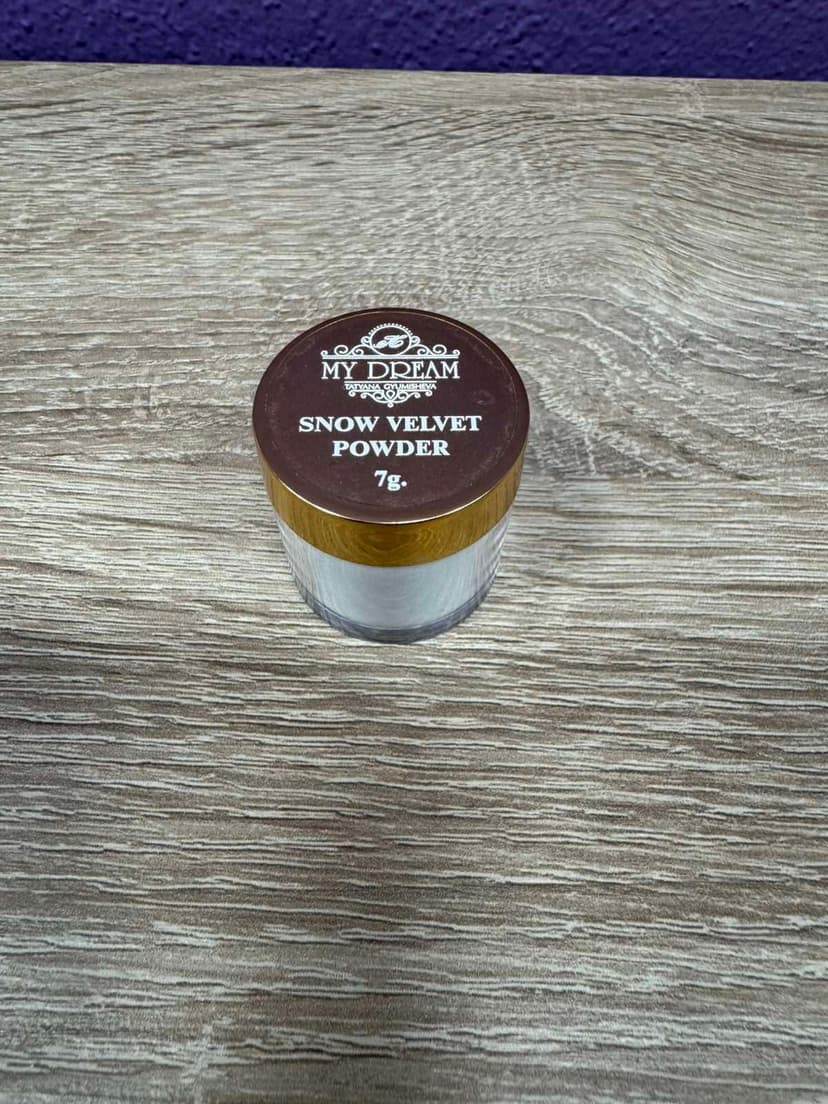 MY DREAM
TATYANA GYUMISHEVA
SNOW VELVET
POWDER
7g.